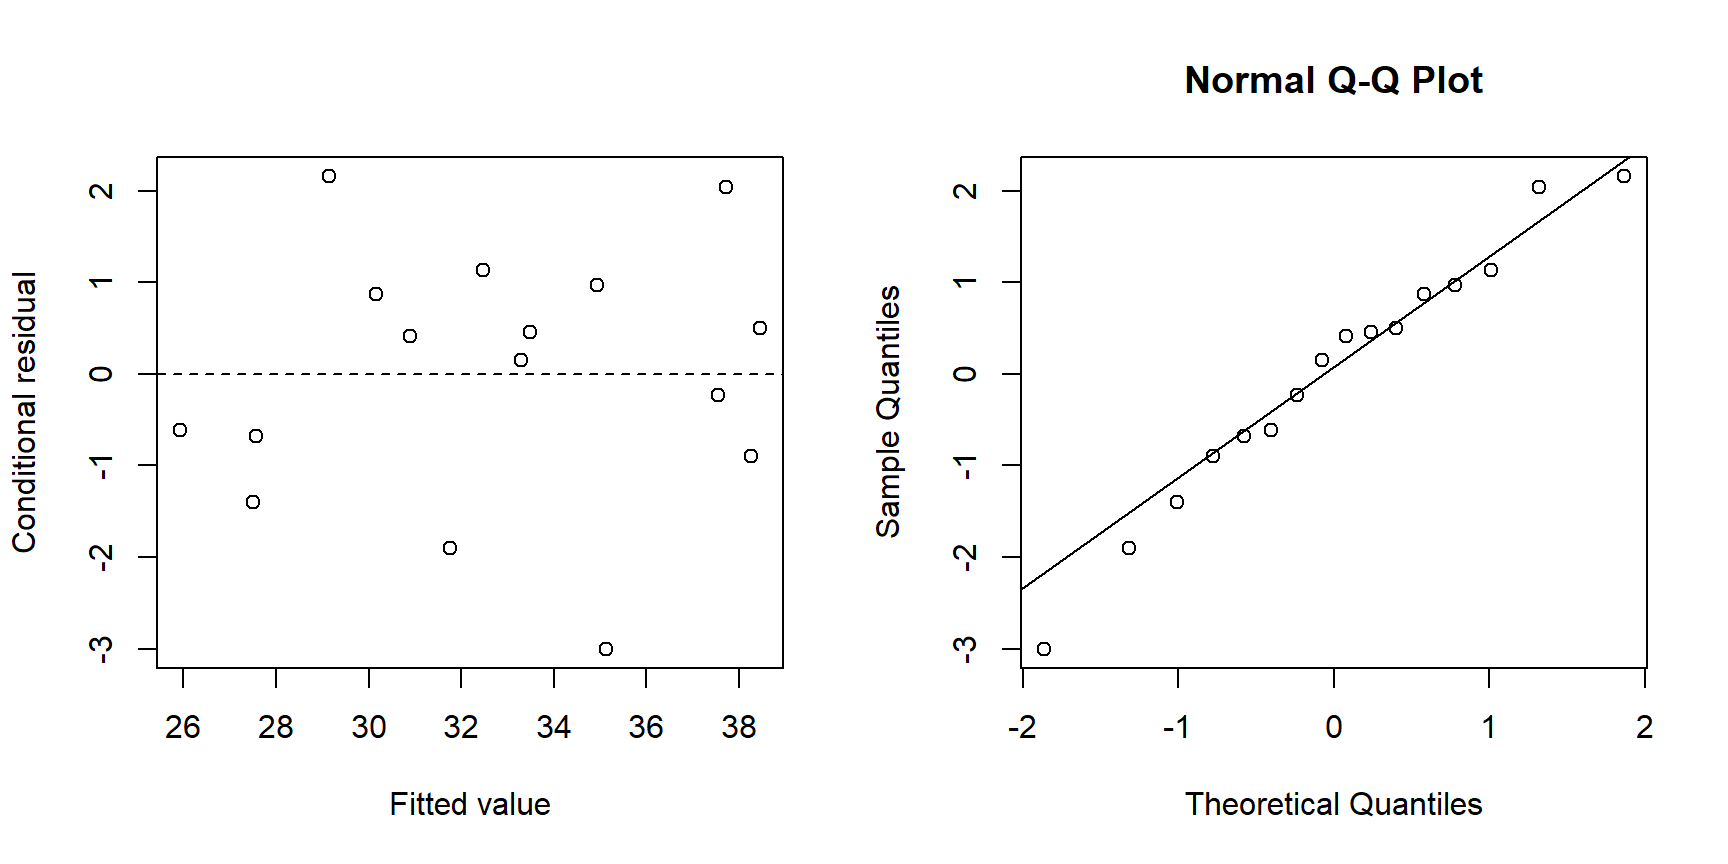 Normal Q-Q Plot
Conditional residual
2
1
0
-1
-2
-3
26 28 30 32 34 36 38
Fitted value
Sample Quantiles
2
1
0
-1
-2
-3
-2 -1 0 1 2
Theoretical Quantiles